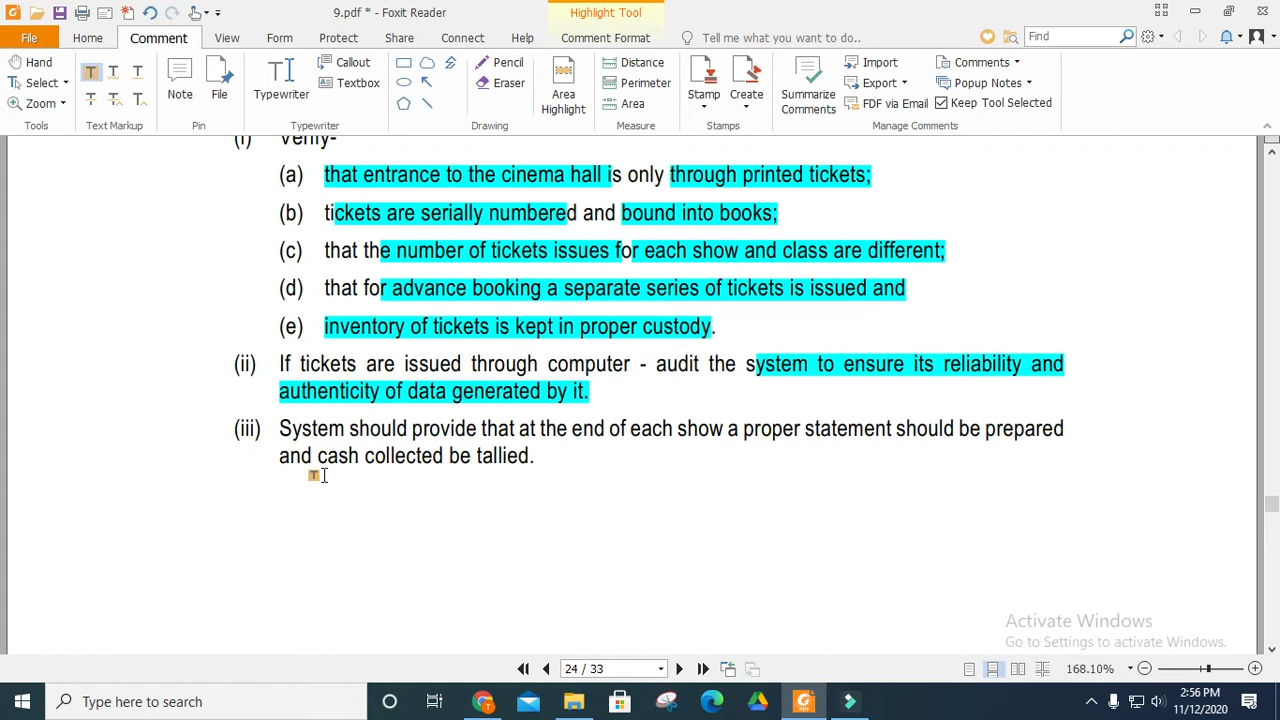 9.pdf * - Foxit Reader
Highlight Tool
File
Home
Comment
View
Form
Protect
Share
Connect
Help
Comment Format
Tell me what you want to do..
Find
Hand
Select
Zoom
Tools
Text Markup
Note
File
Pin
Typewriter
Callout
Textbox
Typewriter
Pencil
Eraser
Drawing
Area Highlight
Distance
Perimeter
Area
Measure
Stamp
Create
Stamps
Summarize Comments
Import
Export
FDF via Email
Comments
Popup Notes
Keep Tool Selected
Manage Comments
(i) Verify-
(a) that entrance to the cinema hall is only through printed tickets;
(b) tickets are serially numbered and bound into books;
(c) that the number of tickets issues for each show and class are different;
(d) that for advance booking a separate series of tickets is issued and
(e) inventory of tickets is kept in proper custody.
(ii) If tickets are issued through computer - audit the system to ensure its reliability and
authenticity of data generated by it.
(iii) System should provide that at the end of each show a proper statement should be prepared
and cash collected be tallied.
Activate Windows
Go to Settings to activate Windows.
24 / 33
168.10%
Type here to search
2:56 PM
11/12/2020